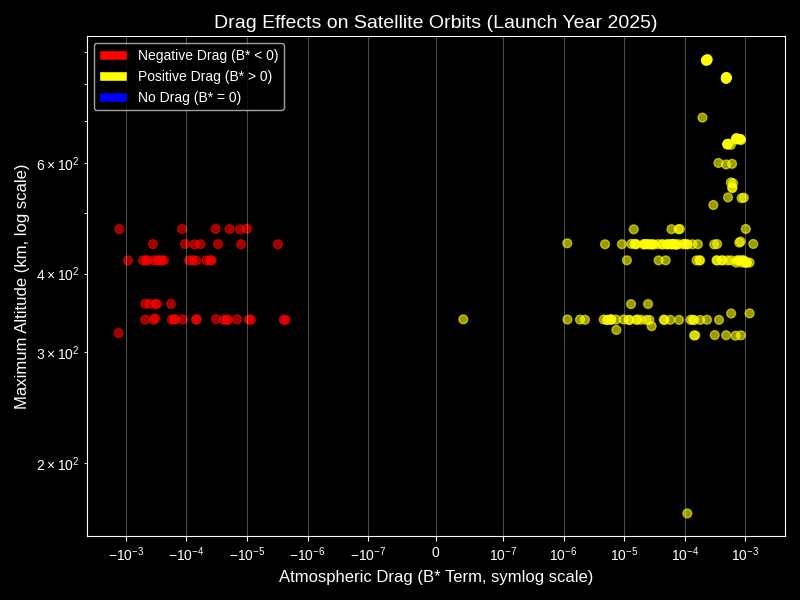 Drag Effects on Satellite Orbits (Launch Year 2025)
Negative Drag (B* < 0)
Positive Drag (B* > 0)
No Drag (B* = 0)
Maximum Altitude (km, log scale)
6 × 10²
4 × 10²
3 × 10²
2 × 10²
−10⁻³ −10⁻⁴ −10⁻⁵ −10⁻⁶ −10⁻⁷ 0 10⁻⁷ 10⁻⁶ 10⁻⁵ 10⁻⁴ 10⁻³
Atmospheric Drag (B* Term, symlog scale)